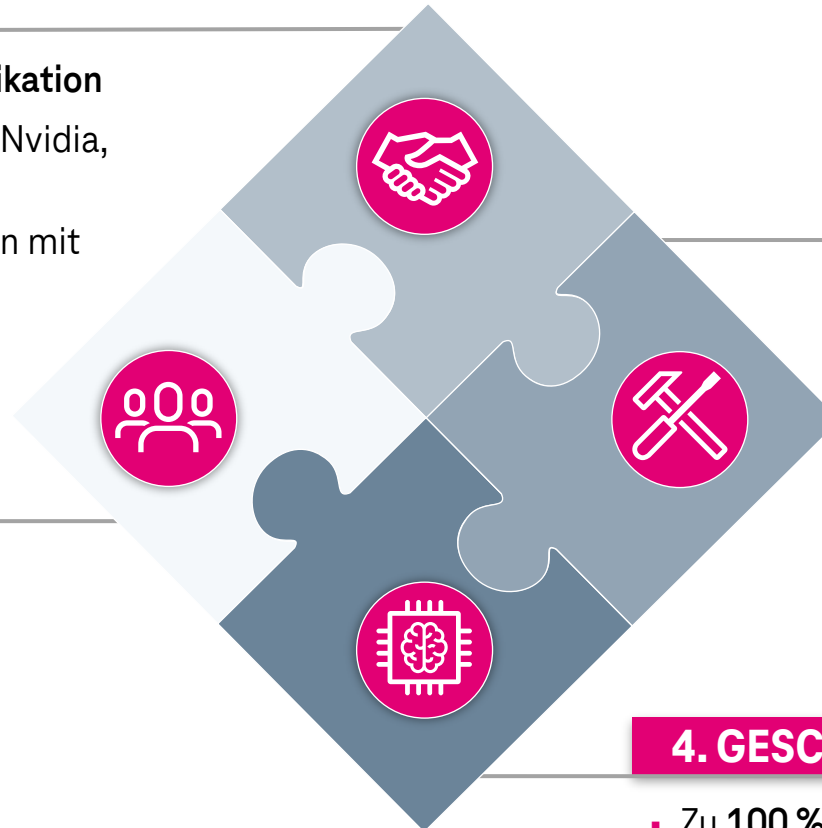 ikation
Nvidia,
n mit
4. GESC
▪ Zu 100 %